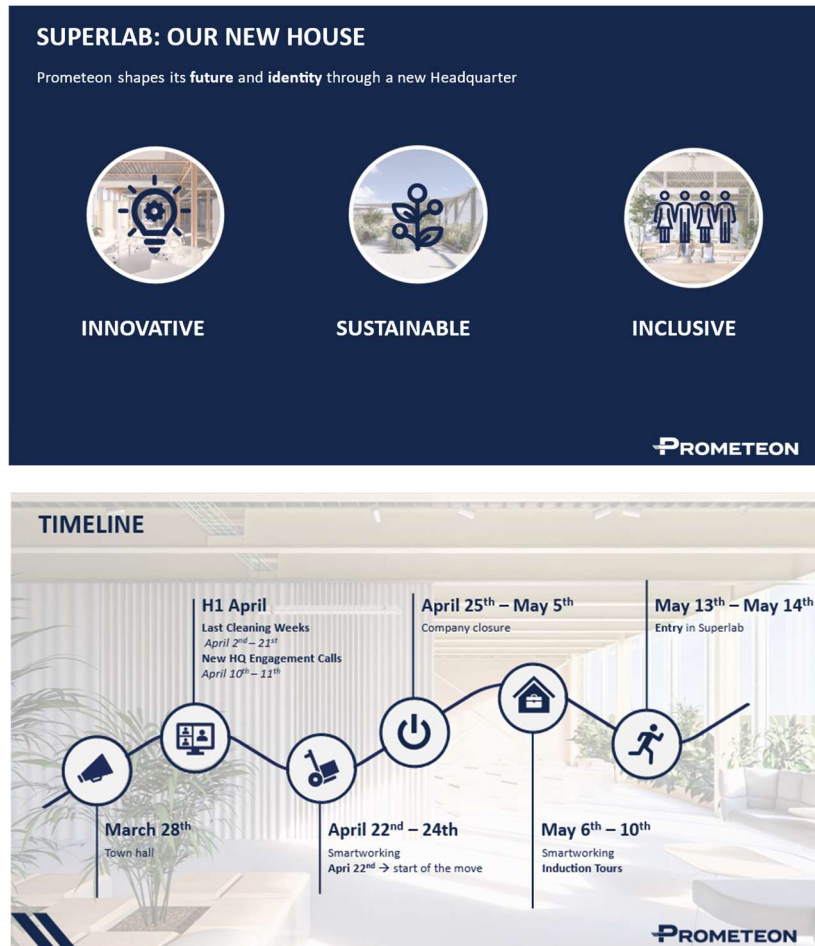 SUPERLAB: OUR NEW HOUSE
Prometeon shapes its future and identity through a new Headquarter
INNOVATIVE
SUSTAINABLE
INCLUSIVE
PROMETEON
TIMELINE
H1 April
Last Cleaning Weeks
April 2nd – 21st
New HQ Engagement Calls
April 10th – 11th
April 25th – May 5th
Company closure
May 13th – May 14th
Entry in Superlab
March 28th
Town hall
April 22nd – 24th
Smartworking
Apri 22nd → start of the move
May 6th – 10th
Smartworking
Induction Tours
PROMETEON